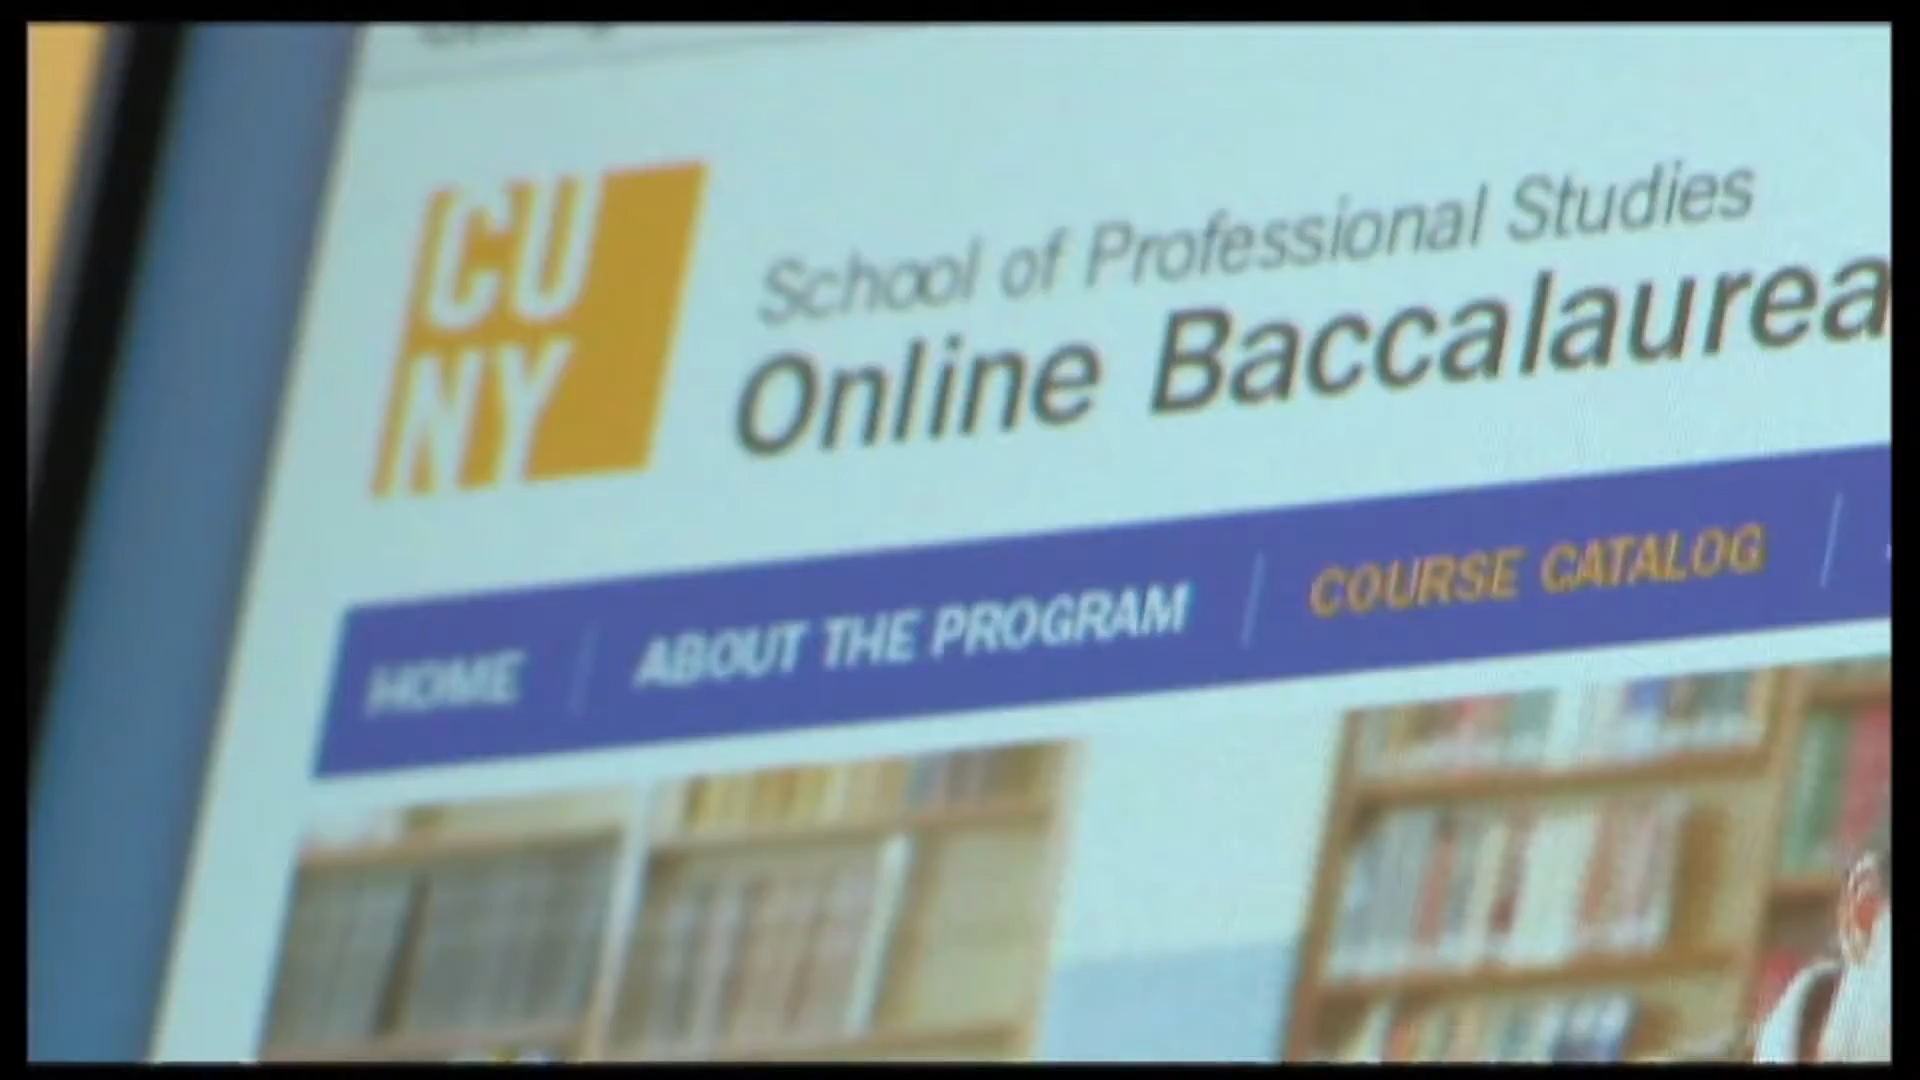 CU
NY
School of Professional Studies
Online Baccalaurea
HOME
ABOUT THE PROGRAM
COURSE CATALOG